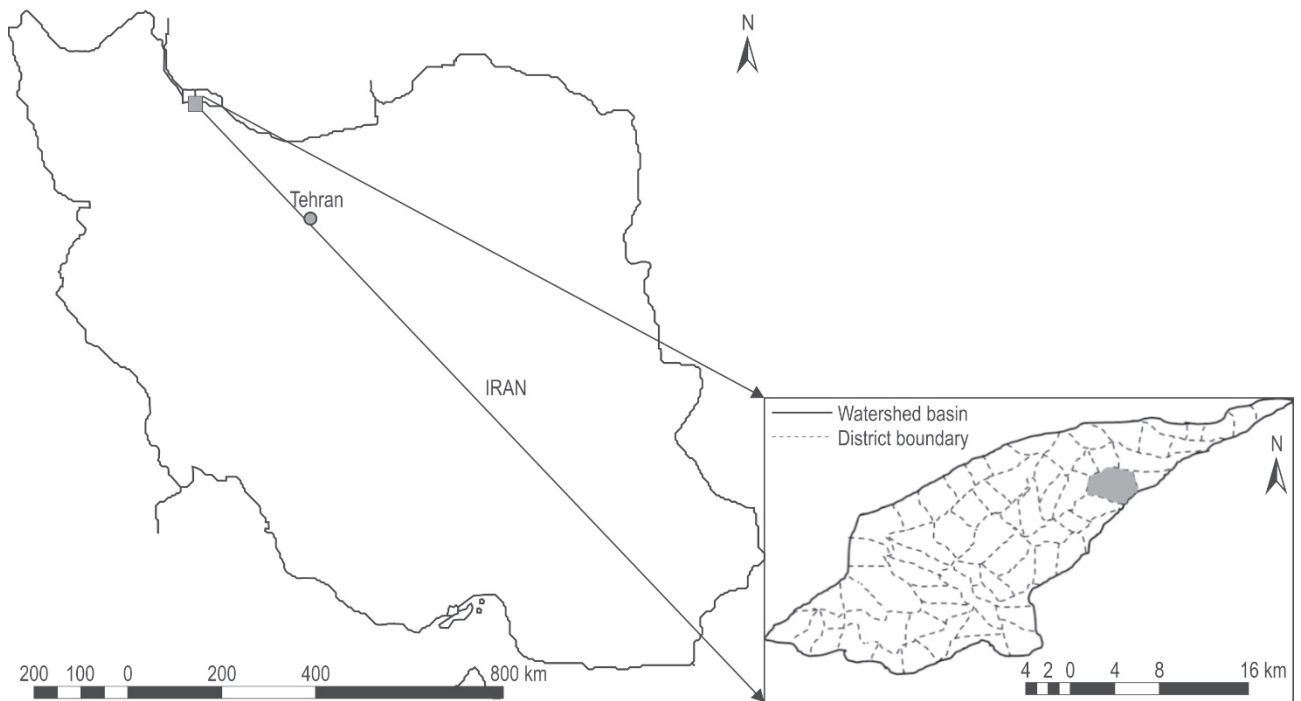 N
Tehran
IRAN
Watershed basin
District boundary
N
200 100 0 200 400 800 km
4 2 0 4 8 16 km